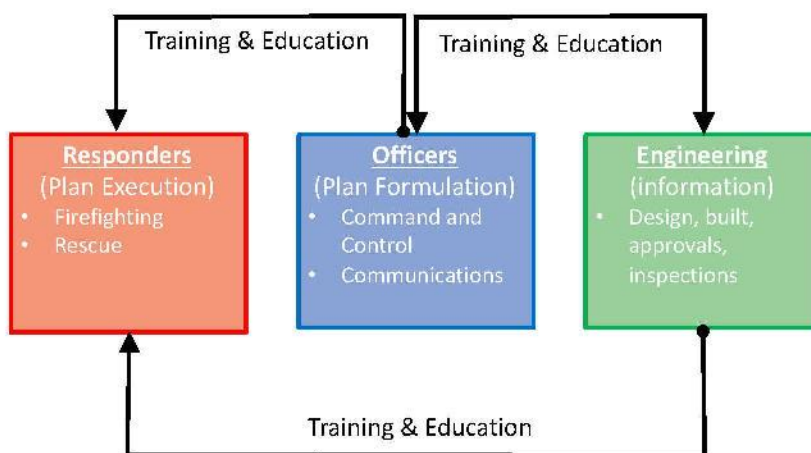 Training & Education
Training & Education
Responders
(Plan Execution)
• Firefighting
• Rescue
Officers
(Plan Formulation)
• Command and
Control
• Communications
Engineering
(information)
• Design, built,
approvals,
inspections
Training & Education